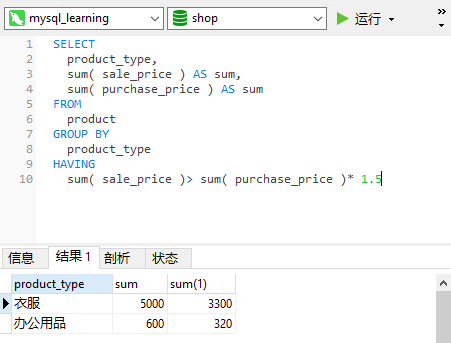 mysql_learning shop 运行
1 SELECT
2 product_type,
3 sum( sale_price ) AS sum,
4 sum( purchase_price ) AS sum
5 FROM
6 product
7 GROUP BY
8 product_type
9 HAVING
10 sum( sale_price )> sum( purchase_price )* 1.5
信息 结果 1 剖析 状态
product_type sum sum(1)
衣服 5000 3300
办公用品 600 320